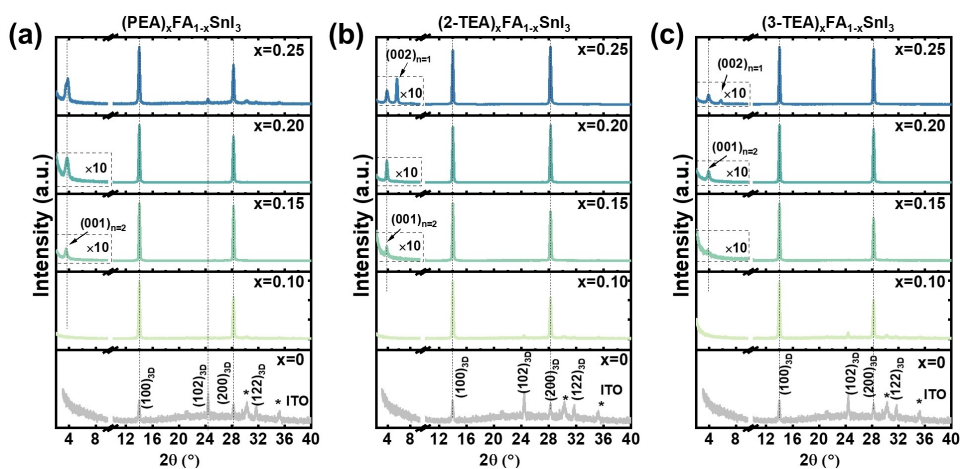 (a) (PEA)ₓFA₁₋ₓSnI₃
x=0.25
x=0.20
×10
x=0.15
(001)ₙ₌₂
×10
x=0.10
x=0
(100)₃D
(102)₃D
(200)₃D
*
(122)₃D
* ITO
Intensity (a.u.)
4 8 12 16 20 24 28 32 36 40
2θ (°)
(b) (2-TEA)ₓFA₁₋ₓSnI₃
x=0.25
(002)ₙ₌₁
×10
x=0.20
×10
x=0.15
(001)ₙ₌₂
×10
x=0.10
x=0
(100)₃D
(102)₃D
(200)₃D
*
(122)₃D
ITO
*
Intensity (a.u.)
4 8 12 16 20 24 28 32 36 40
2θ (°)
(c) (3-TEA)ₓFA₁₋ₓSnI₃
x=0.25
(002)ₙ₌₁
×10
x=0.20
(001)ₙ₌₂
×10
x=0.15
×10
x=0.10
x=0
(100)₃D
(102)₃D
(200)₃D
*
(122)₃D
ITO
*
Intensity (a.u.)
4 8 12 16 20 24 28 32 36 40
2θ (°)